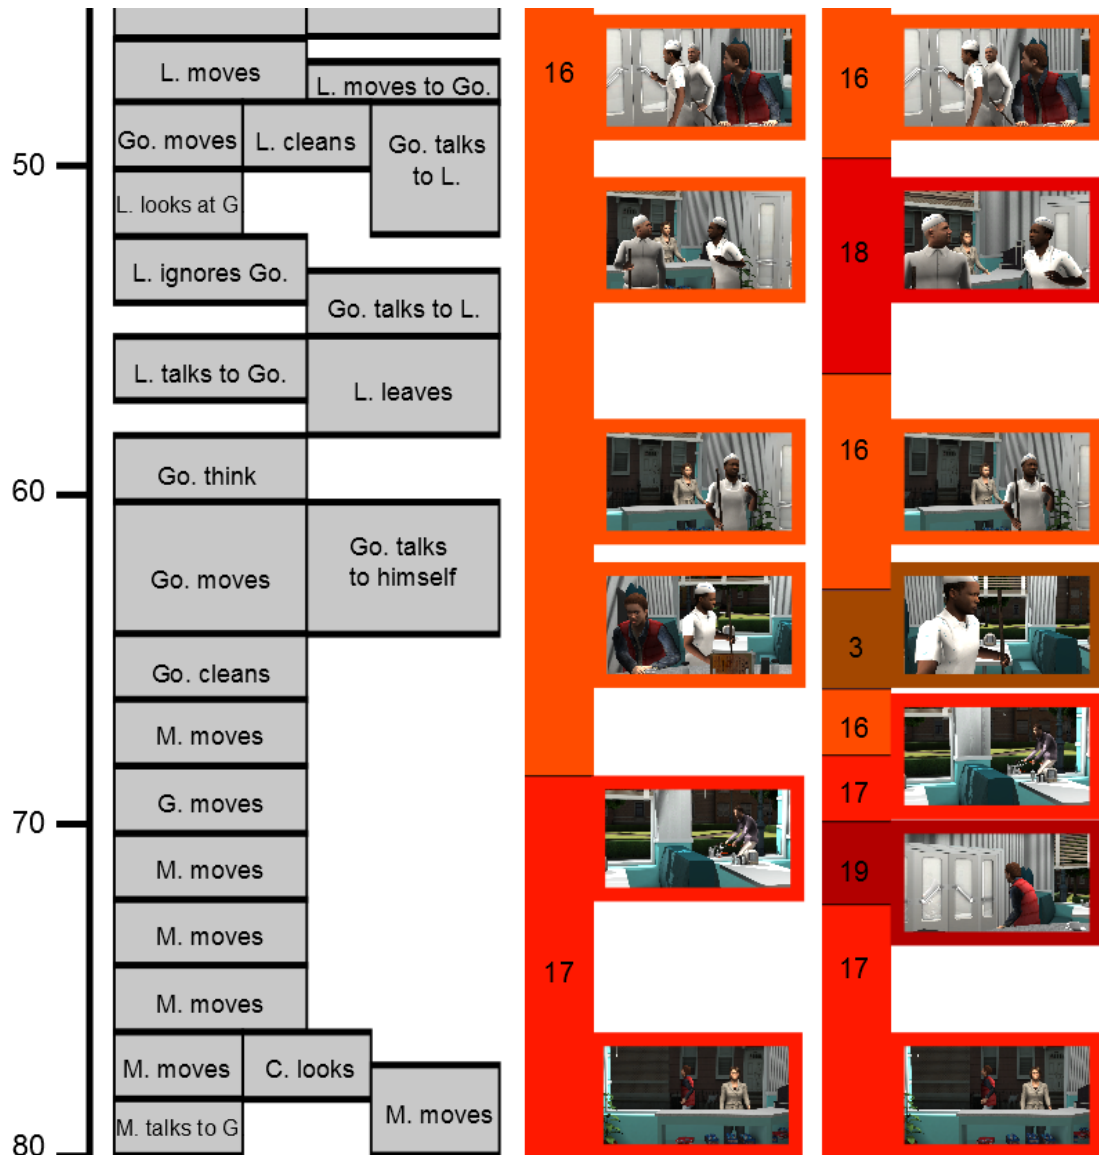 L. moves
L. moves to Go.
Go. moves
L. cleans
Go. talks
to L.
50
L. looks at G
L. ignores Go.
Go. talks to L.
L. talks to Go.
L. leaves
Go. think
60
Go. moves
Go. talks
to himself
Go. cleans
M. moves
G. moves
70
M. moves
M. moves
M. moves
M. moves
C. looks
M. moves
M. talks to G
80
16
17
16
18
16
3
16
17
19
17